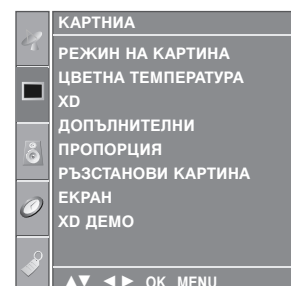 КАРТНИА
РЕЖИН НА КАРТИНА
ЦВЕТНА ТЕМПЕРАТУРА
XD
ДОПЪЛНИТЕЛНИ
ПРОПОРЦИЯ
РЪЗСТАНОВИ КАРТИНА
ЕКРАН
XD ДЕМО
▲▼ ◄► OK MENU